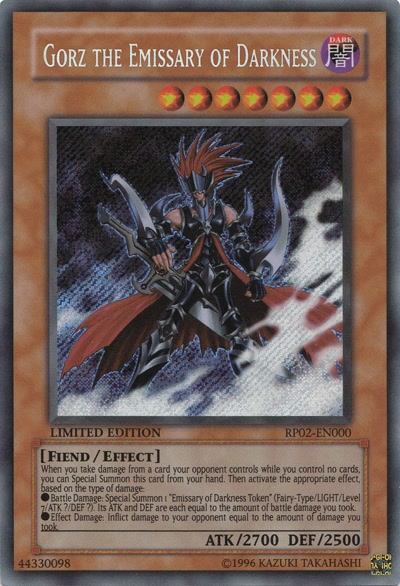 GORZ THE EMISSARY OF DARKNESS
DARK
闇
LIMITED EDITION
RP02-EN000
[FIEND / EFFECT]
When you take damage from a card your opponent controls while you control no cards,
you can Special Summon this card from your hand. Then activate the appropriate effect,
based on the type of damage:
●Battle Damage: Special Summon 1 "Emissary of Darkness Token" (Fairy-Type/LIGHT/Level
7/ATK ?/DEF ?). Its ATK and DEF are each equal to the amount of battle damage you took.
●Effect Damage: Inflict damage to your opponent equal to the amount of damage you
took.
ATK/2700 DEF/2500
44330098
©1996 KAZUKI TAKAHASHI